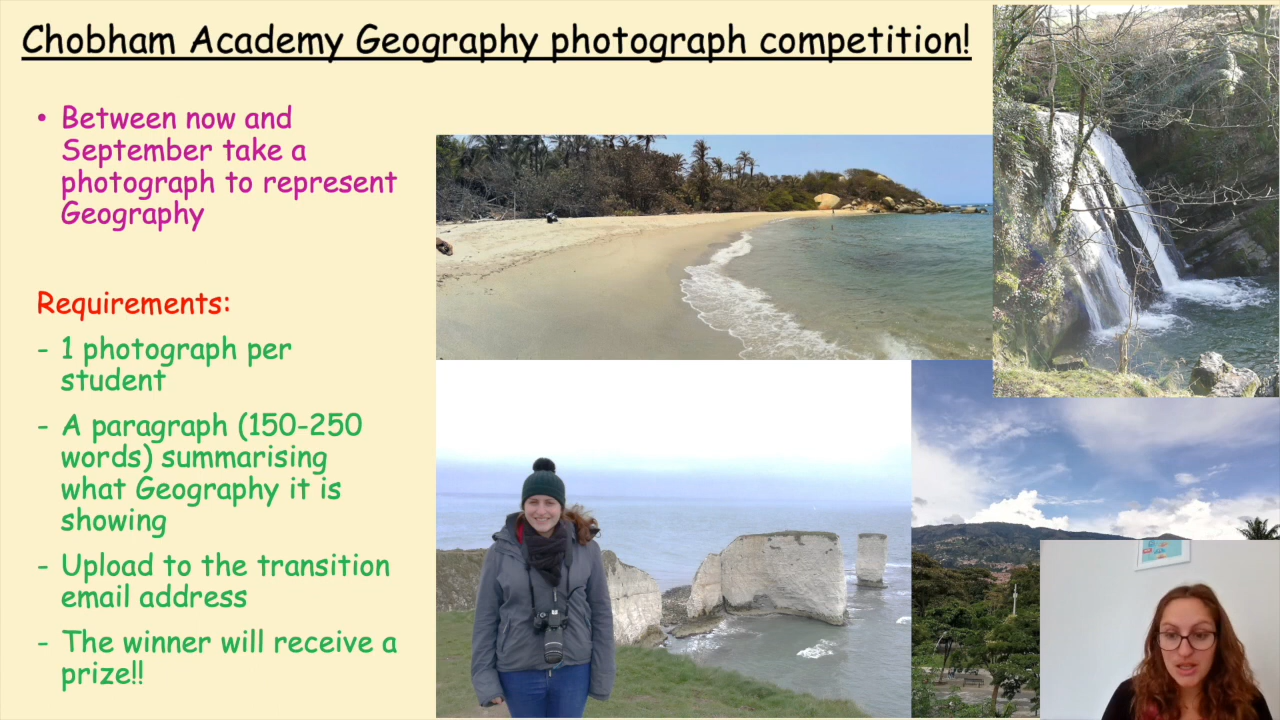 Chobham Academy Geography photograph competition!
• Between now and
September take a
photograph to represent
Geography
Requirements:
- 1 photograph per
student
- A paragraph (150-250
words) summarising
what Geography it is
showing
- Upload to the transition
email address
- The winner will receive a
prize!!